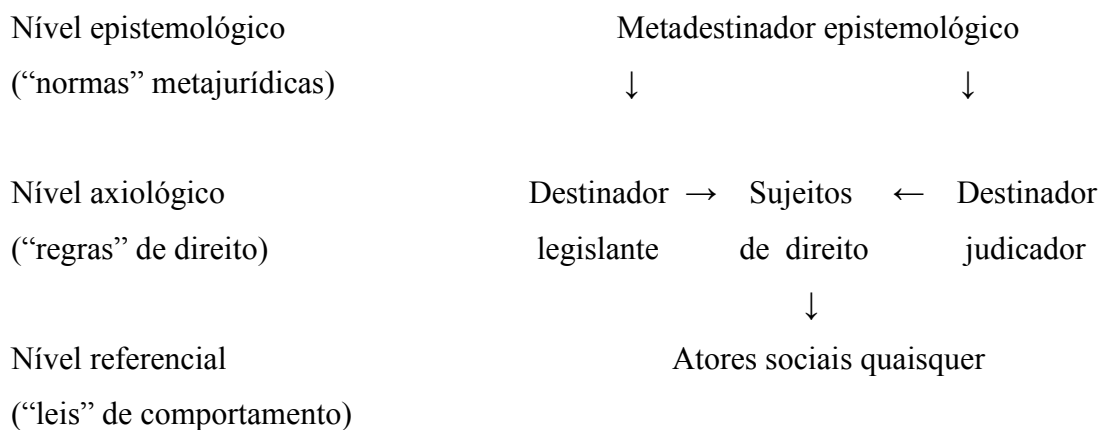 Nível epistemológico Metadestinador epistemológico
(“normas” metajurídicas) ↓ ↓
Nível axiológico Destinador → Sujeitos ← Destinador
(“regras” de direito) legislante de direito judicador
↓
Nível referencial Atores sociais quaisquer
(“leis” de comportamento)